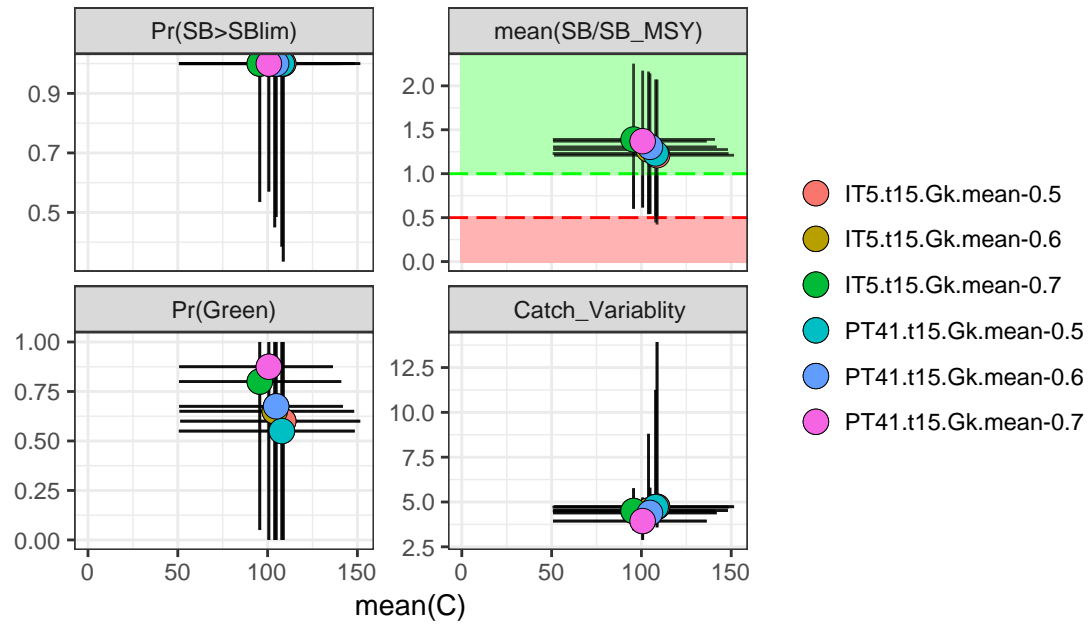 Pr(SB>SBlim)
mean(SB/SB_MSY)
0.9
0.7
0.5
2.0
1.5
1.0
0.5
0.0
Pr(Green)
Catch_Variablity
1.00
0.75
0.50
0.25
0.00
12.5
10.0
7.5
5.0
2.5
0 50 100 150
0 50 100 150
mean(C)
IT5.t15.Gk.mean-0.5
IT5.t15.Gk.mean-0.6
IT5.t15.Gk.mean-0.7
PT41.t15.Gk.mean-0.5
PT41.t15.Gk.mean-0.6
PT41.t15.Gk.mean-0.7